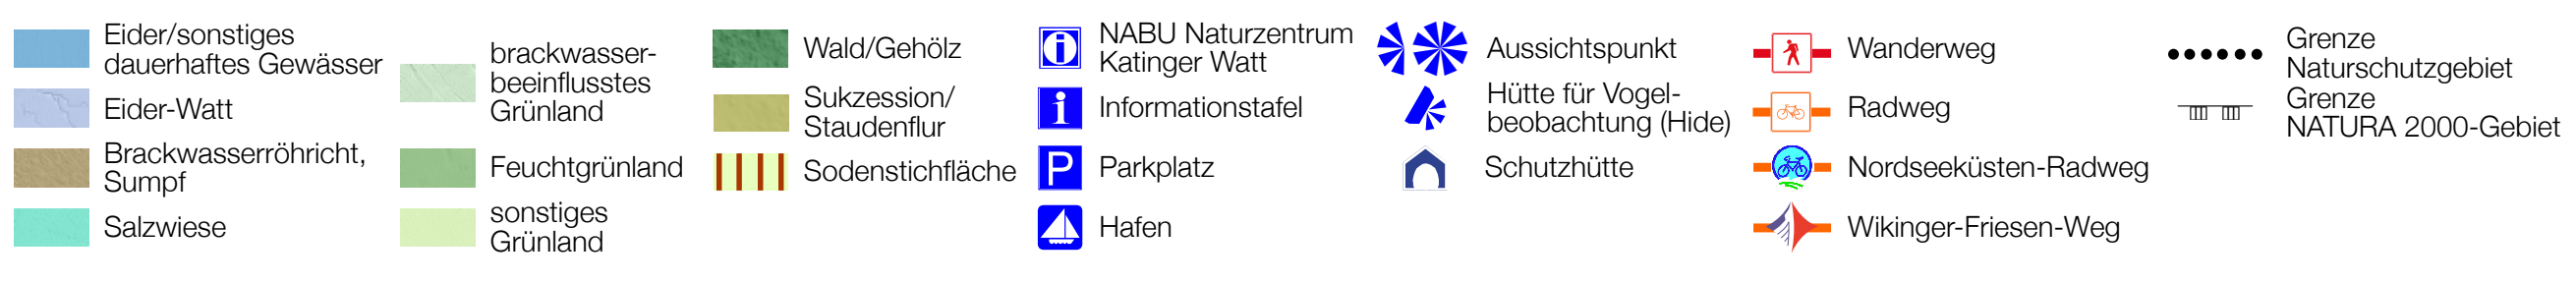 Eider/sonstiges
dauerhaftes Gewässer
Eider-Watt
Brackwasserröhricht,
Sumpf
Salzwiese
brackwasser-
beeinflusstes
Grünland
Feuchtgrünland
sonstiges
Grünland
Wald/Gehölz
Sukzession/
Staudenflur
Sodenstichfläche
i
NABU Naturzentrum
Katinger Watt
i
Informationstafel
P
Parkplatz
Hafen
Aussichtspunkt
Hütte für Vogel-
beobachtung (Hide)
Schutzhütte
Wanderweg
Radweg
Nordseeküsten-Radweg
Wikinger-Friesen-Weg
Grenze
Naturschutzgebiet
Grenze
NATURA 2000-Gebiet